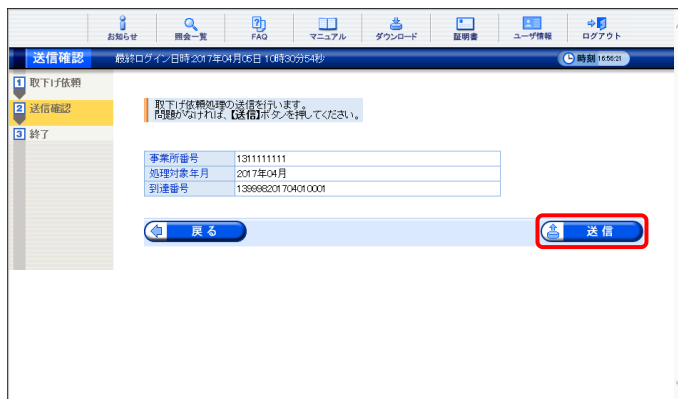 お知らせ 照会一覧 FAQ マニュアル ダウンロード 証明書 ユーザ情報 ログアウト
送信確認 最終ログイン日時:2017年04月05日 10時30分54秒 時刻 16:56:21
1 取下げ依頼
2 送信確認
3 終了
取下げ依頼処理の送信を行います。
問題がなければ、【送信】ボタンを押してください。
事業所番号 1311111111
処理対象年月 2017年04月
到達番号 139998201704010001
戻る 送信